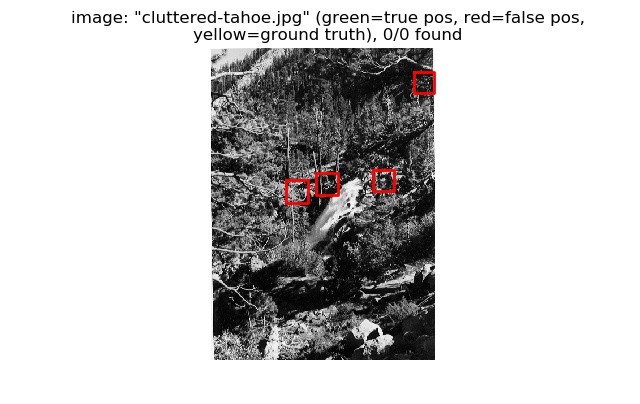 image: "cluttered-tahoe.jpg" (green=true pos, red=false pos,
yellow=ground truth), 0/0 found